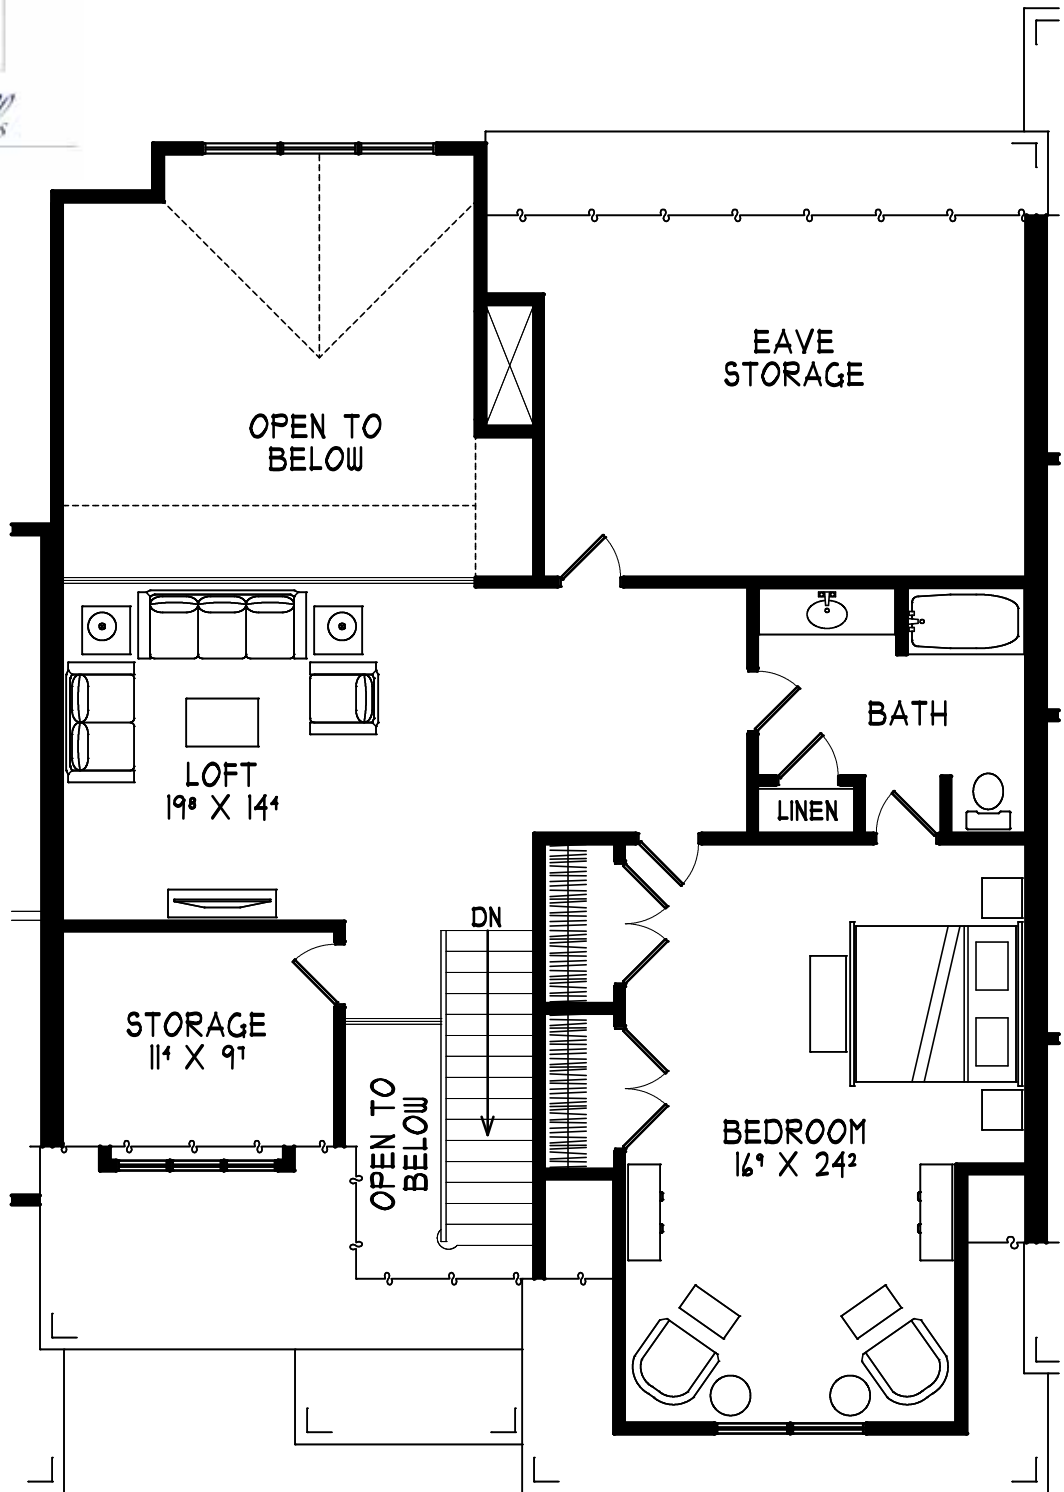 EAVE
STORAGE
OPEN TO
BELOW
BATH
LOFT
19⁸ X 14⁴
LINEN
DN
STORAGE
11⁴ X 9⁷
OPEN TO
BELOW
BEDROOM
16⁹ X 24²